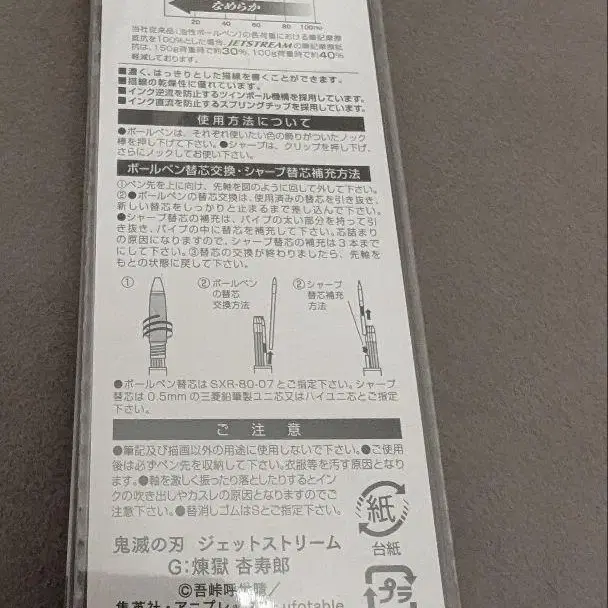 なめらか
20 40 60 80 100
当社従来品(油性ボールペン)の各荷重における筆記摩擦
抵抗を100%とした場合、JETSTREAMの筆記摩擦抵
抗は、150g荷重時で約30%、100g荷重時で約40%
軽減しております。
■濃く、はっきりとした描線を書くことができます。
■描線の乾燥性に優れています。
■インク逆流を防止するツインボール機構を採用しています。
■インク直流を防止するスプリングチップを採用しています。
使用方法について
●ボールペンは、それぞれ使いたい色の飾りがついたノック
棒を押し下げて下さい。●シャープは、クリップを押し下げ、
さらにノックしてお使い下さい。
ボールペン替芯交換・シャープ替芯補充方法
①ペン先を上に向け、先軸を図のように回して外して下さい。
②●ボールペンの替芯交換は、使用済みの替芯を引き抜き、
新しい替芯をしっかりと止まるまで差し込んで下さい。
●シャープ替芯の補充は、パイプの太い部分を持って引
き抜き、パイプの中に替芯を補充して下さい。芯詰まり
の原因になりますので、シャープ替芯の補充は3本まで
にして下さい。③替芯の交換が終わりましたら、先軸を
もとの状態に戻して下さい。
① ②ボールペン ②シャープ
の替芯 替芯補充
交換方法 方法
●ボールペン替芯はSXR-80-07とご指定下さい。シャープ
替芯は0.5mmの三菱鉛筆製ユニ芯又はハイユニ芯とご指定
下さい。
ご注意
●筆記及び描画以外の用途に使用しないで下さい。●ご使用
後は必ずペン先を収納して下さい。衣服等を汚す原因となり
ます。●軸を激しく振ったり落としたりするとイン
クの吹き出しやカスレの原因となりますのでご
注意下さい。●替消しゴムはSとご指定下さい。
紙
台紙
鬼滅の刃 ジェットストリーム
G:煉獄 杏寿郎
©吾峠呼世晴/
集英社・アニプレックス・ufotable
プラ